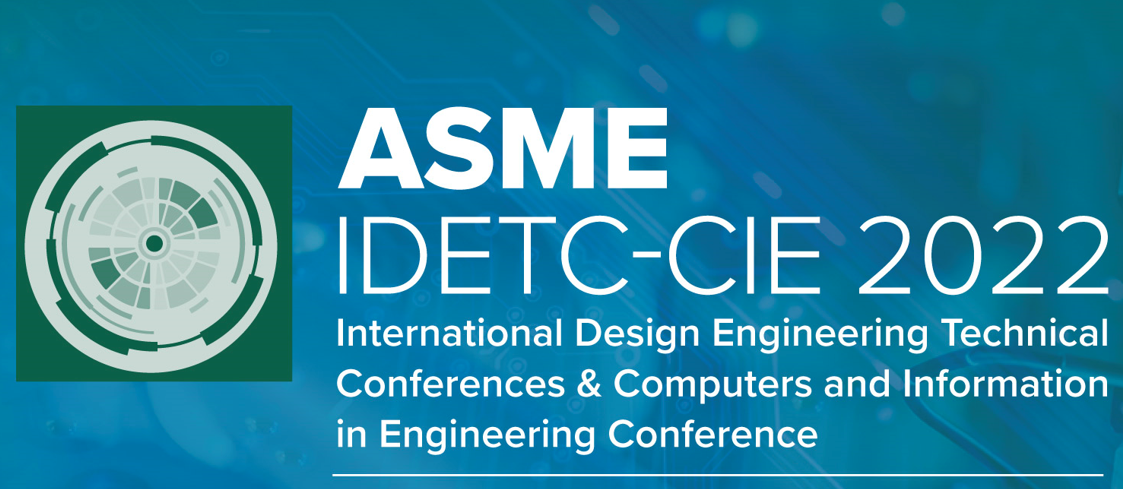 ASME
IDETC-CIE 2022
International Design Engineering Technical
Conferences & Computers and Information
in Engineering Conference